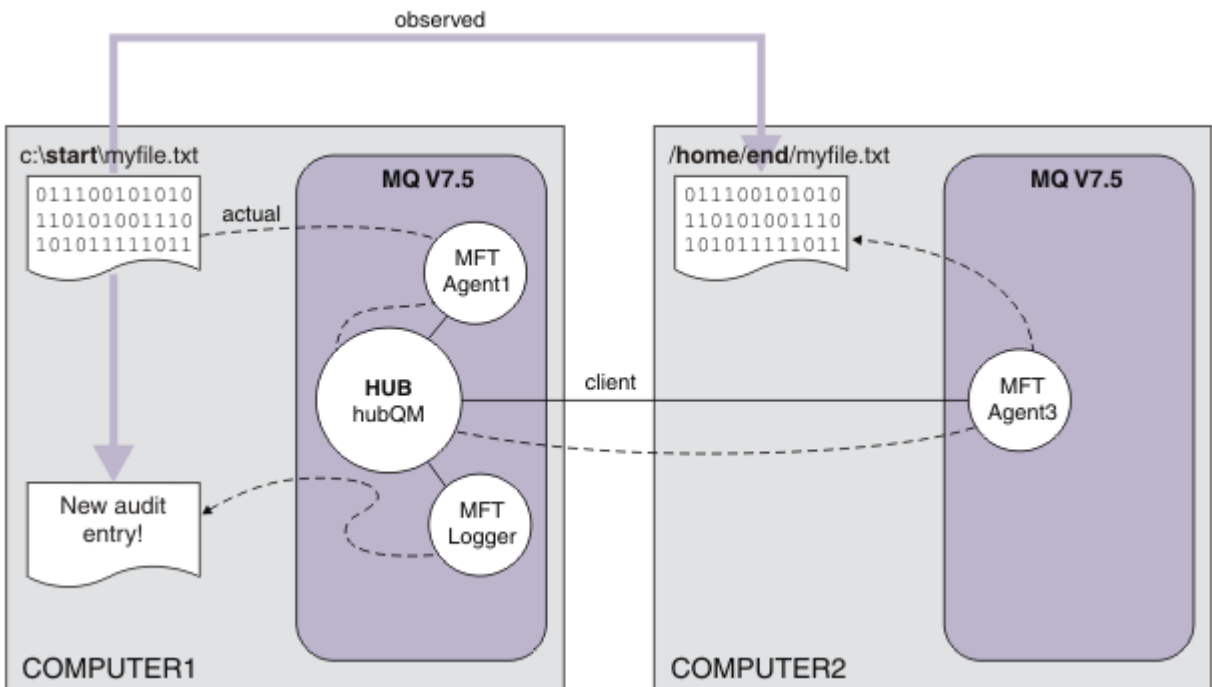 observed
c:\start\myfile.txt
011100101010
110101001110
101011111011
actual
MQ V7.5
MFT
Agent1
HUB
hubQM
client
MFT
Logger
New audit
entry!
COMPUTER1
/home/end/myfile.txt
011100101010
110101001110
101011111011
MQ V7.5
MFT
Agent3
COMPUTER2